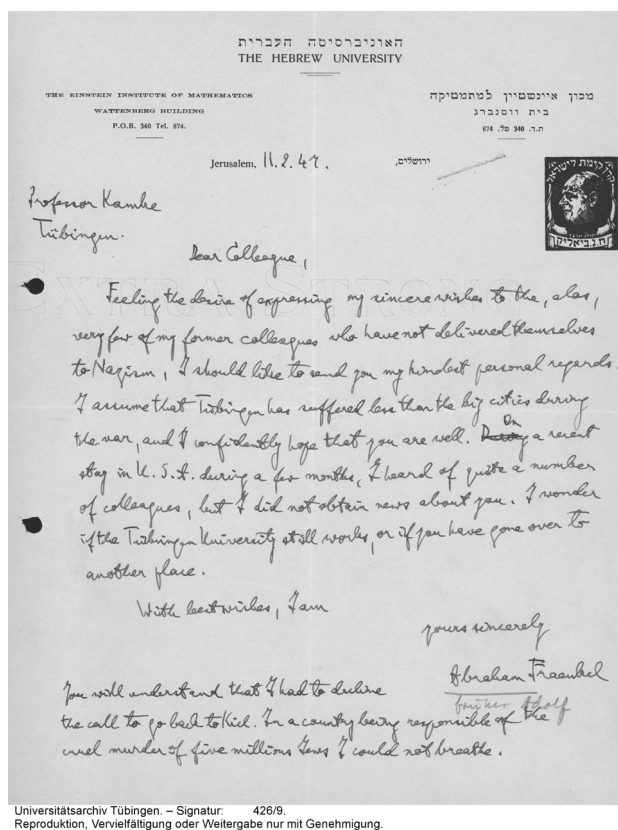 האוניברסיטה העברית
THE HEBREW UNIVERSITY
THE EINSTEIN INSTITUTE OF MATHEMATICS
WATTENBERG BUILDING
P.O.B. 340 Tel. 874.
מכון איינשטיין למתמטיקה
בית ווטנברג
ת.ד. 340 טל. 874
Jerusalem, 11.2.47.
ירושלים,
קרן קימת לישראל
ח.נ. ביאליק
Professor Kamke
Tübingen.
Dear Colleague,
EXTRA STRONG
Feeling the desire of expressing my sincere wishes to the, alas,
very few of my former colleagues who have not delivered themselves
to Nazism, I should like to send you my kindest personal regards.
I assume that Tübingen has suffered less than the big cities during
the war, and I confidently hope that you are well. On a recent
stay in U.S.A. during a few months, I heard of quite a number
of colleagues, but I did not obtain news about you. I wonder
if the Tübingen University still works, or if you have gone over to
another place.
With best wishes, I am
yours sincerely
Abraham Fraenkel
früher Adolf
You will understand that I had to decline
the call to go back to Kiel. In a country being responsible of the
cruel murder of five millions Jews I could not breathe.
Universitätsarchiv Tübingen. – Signatur: 426/9.
Reproduktion, Vervielfältigung oder Weitergabe nur mit Genehmigung.